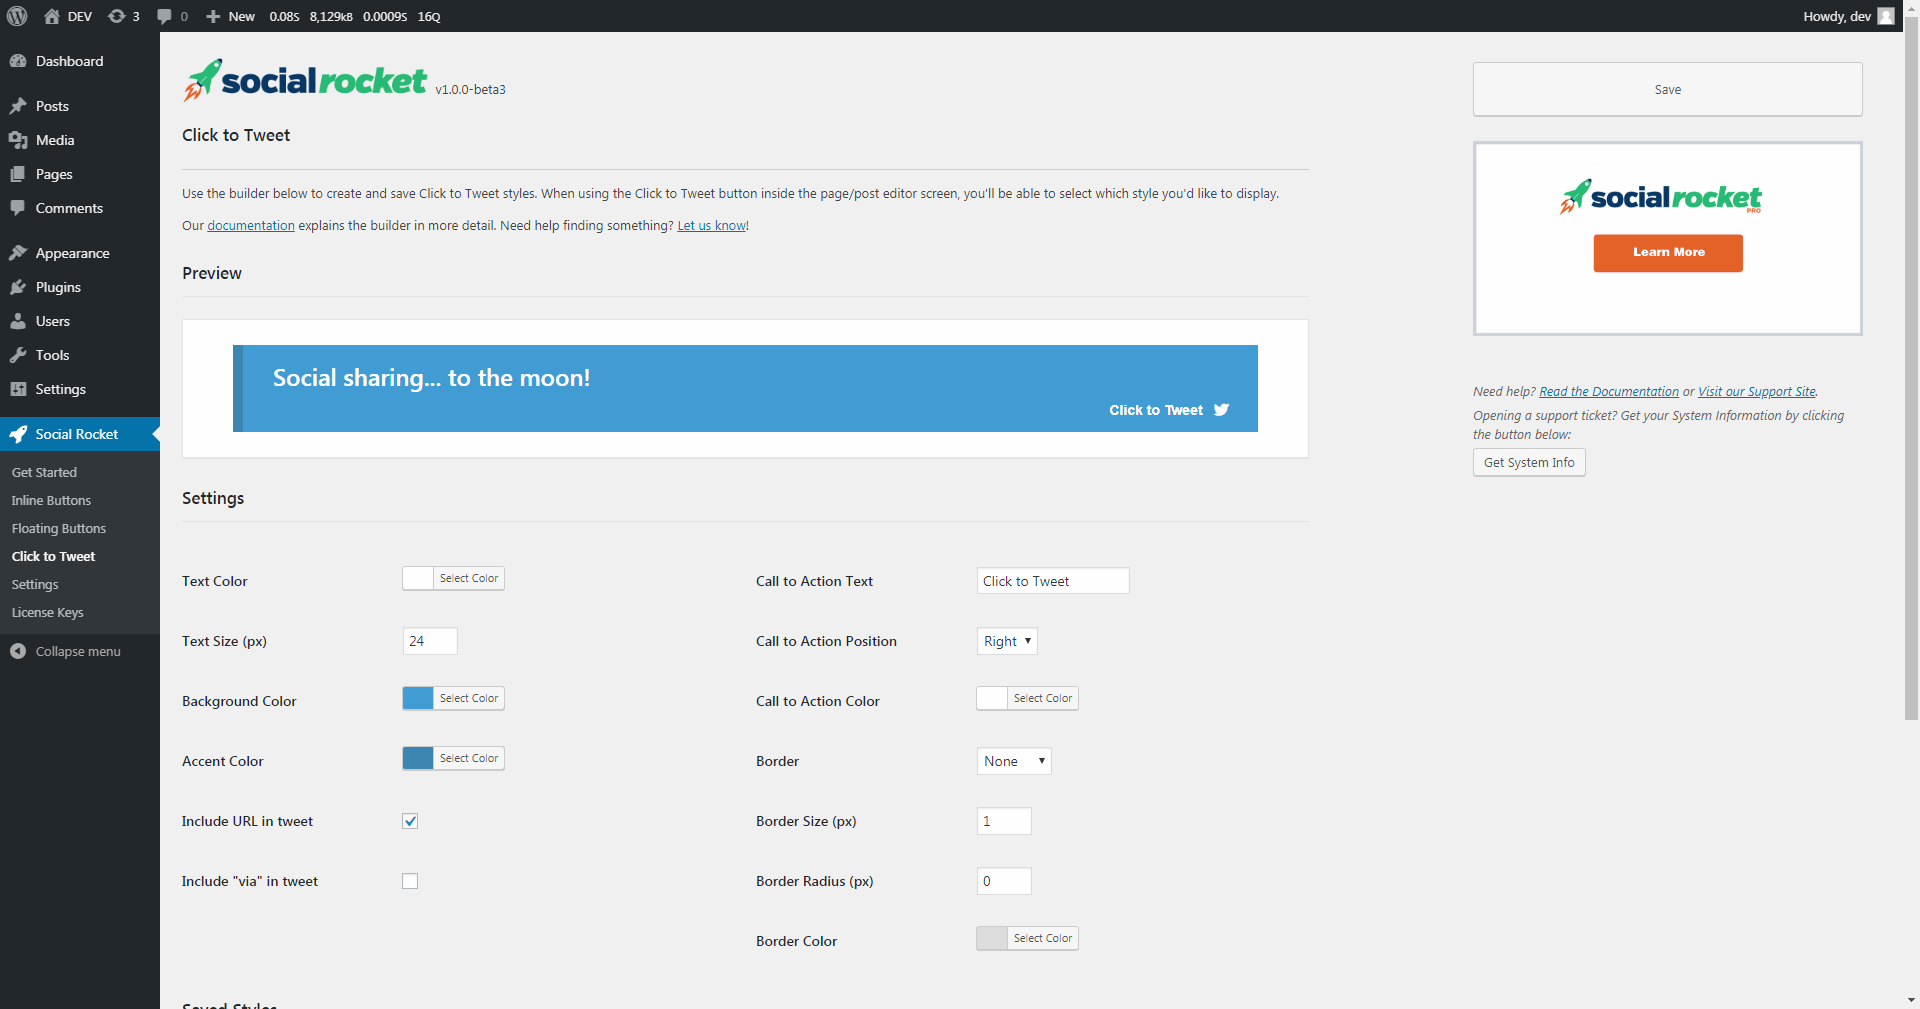 DEV 3 0 New 0.08s 8,129kB 0.0009s 16Q Howdy, dev
Dashboard
Posts
Media
Pages
Comments
Appearance
Plugins
Users
Tools
Settings
Social Rocket
Get Started
Inline Buttons
Floating Buttons
Click to Tweet
Settings
License Keys
Collapse menu
socialrocket v1.0.0-beta3
Click to Tweet
Use the builder below to create and save Click to Tweet styles. When using the Click to Tweet button inside the page/post editor screen, you'll be able to select which style you'd like to display.
Our documentation explains the builder in more detail. Need help finding something? Let us know!
Preview
Social sharing... to the moon!
Click to Tweet
Settings
Text Color Select Color
Call to Action Text Click to Tweet
Text Size (px) 24
Call to Action Position Right
Background Color Select Color
Call to Action Color Select Color
Accent Color Select Color
Border None
Include URL in tweet
Border Size (px) 1
Include "via" in tweet
Border Radius (px) 0
Border Color Select Color
Saved Styles
Save
socialrocket
PRO
Learn More
Need help? Read the Documentation or Visit our Support Site.
Opening a support ticket? Get your System Information by clicking
the button below:
Get System Info